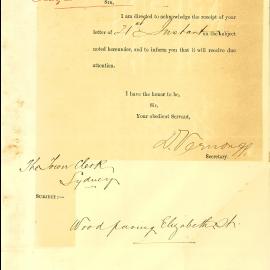 Sir,
I am directed to acknowledge the receipt of your
letter of 21st Instant on the subject
noted hereunder, and to inform you that it will receive due
attention.
I have the honor to be,
Sir,
Your obedient Servant,
D. Vernon
Secretary.
The Town Clerk
Sydney
Subject:—
Wood paving Elizabeth St.